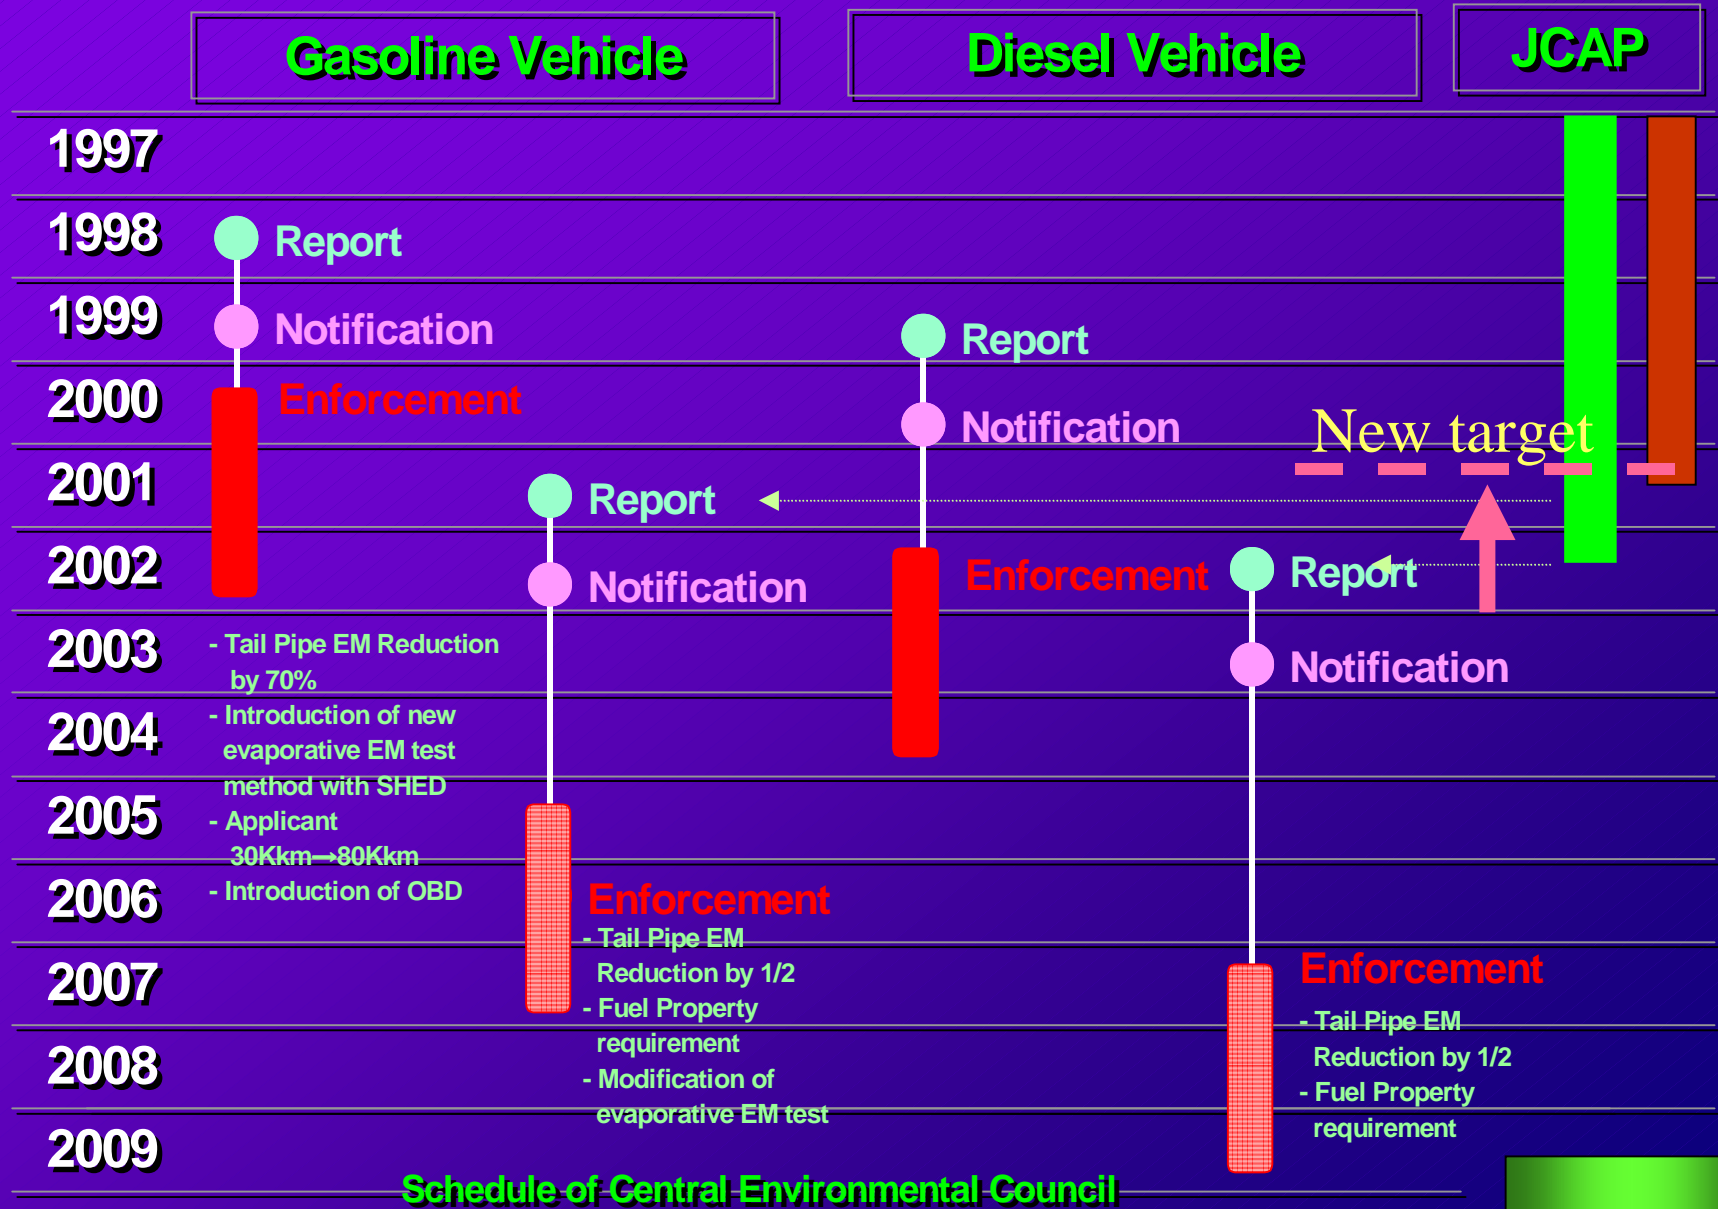 Gasoline Vehicle
Diesel Vehicle
JCAP
1997
1998
Report
1999
Notification
Report
2000
Enforcement
Notification
New target
2001
Report
2002
Notification
Enforcement
Report
2003
- Tail Pipe EM Reduction
by 70%
Notification
2004
- Introduction of new
evaporative EM test
method with SHED
2005
- Applicant
30Kkm→80Kkm
2006
- Introduction of OBD
Enforcement
- Tail Pipe EM
Reduction by 1/2
- Fuel Property
requirement
- Modification of
evaporative EM test
2007
Enforcement
- Tail Pipe EM
Reduction by 1/2
- Fuel Property
requirement
2008
2009
Schedule of Central Environmental Council